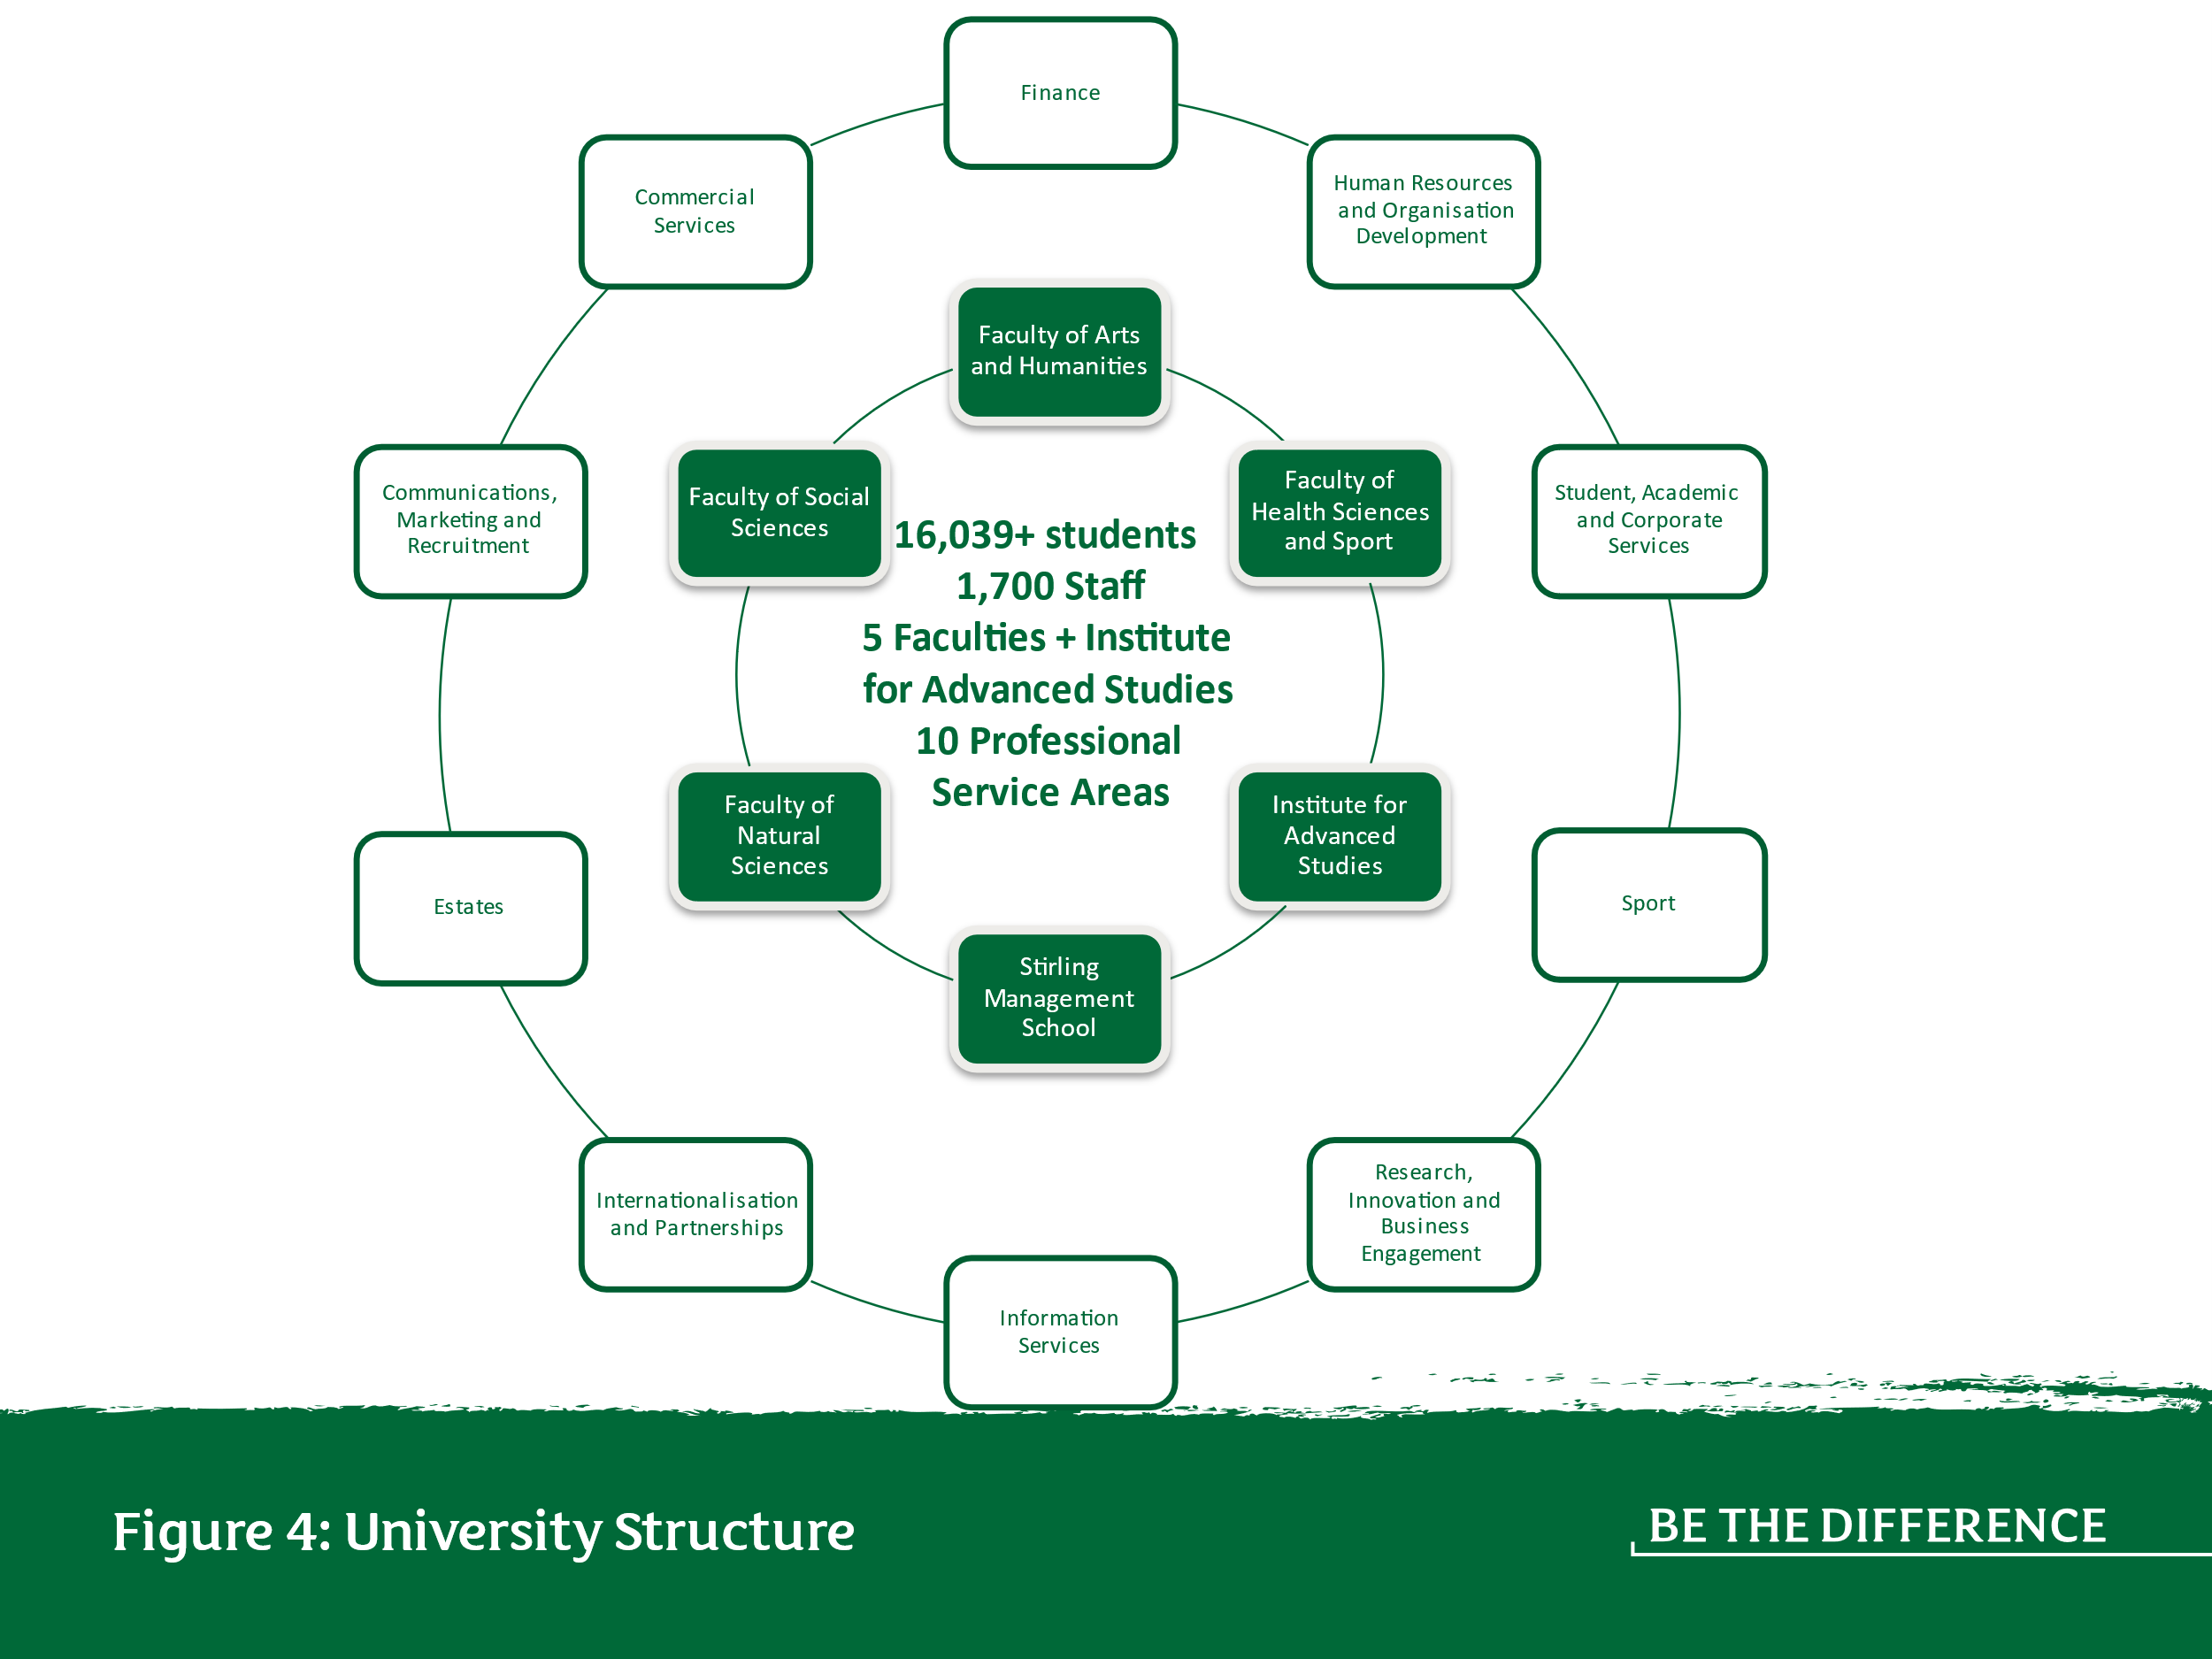 Finance
Commercial
Services
Human Resources
and Organisation
Development
Faculty of Arts
and Humanities
Communications,
Marketing and
Recruitment
Faculty of Social
Sciences
Faculty of
Health Sciences
and Sport
Student, Academic
and Corporate
Services
16,039+ students
1,700 Staff
5 Faculties + Institute
for Advanced Studies
10 Professional
Service Areas
Estates
Faculty of
Natural
Sciences
Institute for
Advanced
Studies
Sport
Stirling
Management
School
Internationalisation
and Partnerships
Research,
Innovation and
Business
Engagement
Information
Services
Figure 4: University Structure
BE THE DIFFERENCE